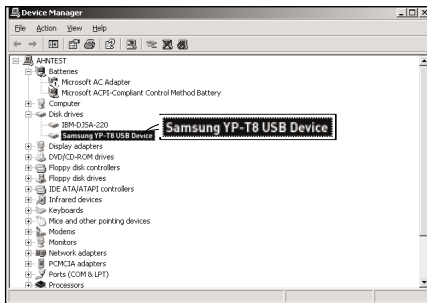 Device Manager
File Action View Help
AHNTEST
Batteries
Microsoft AC Adapter
Microsoft ACPI-Compliant Control Method Battery
Computer
Disk drives
IBM-DJSA-220
Samsung YP-T8 USB Device
Samsung YP-T8 USB Device
Display adapters
DVD/CD-ROM drives
Floppy disk controllers
Floppy disk drives
IDE ATA/ATAPI controllers
Infrared devices
Keyboards
Mice and other pointing devices
Modems
Monitors
Network adapters
PCMCIA adapters
Ports (COM & LPT)
Processors